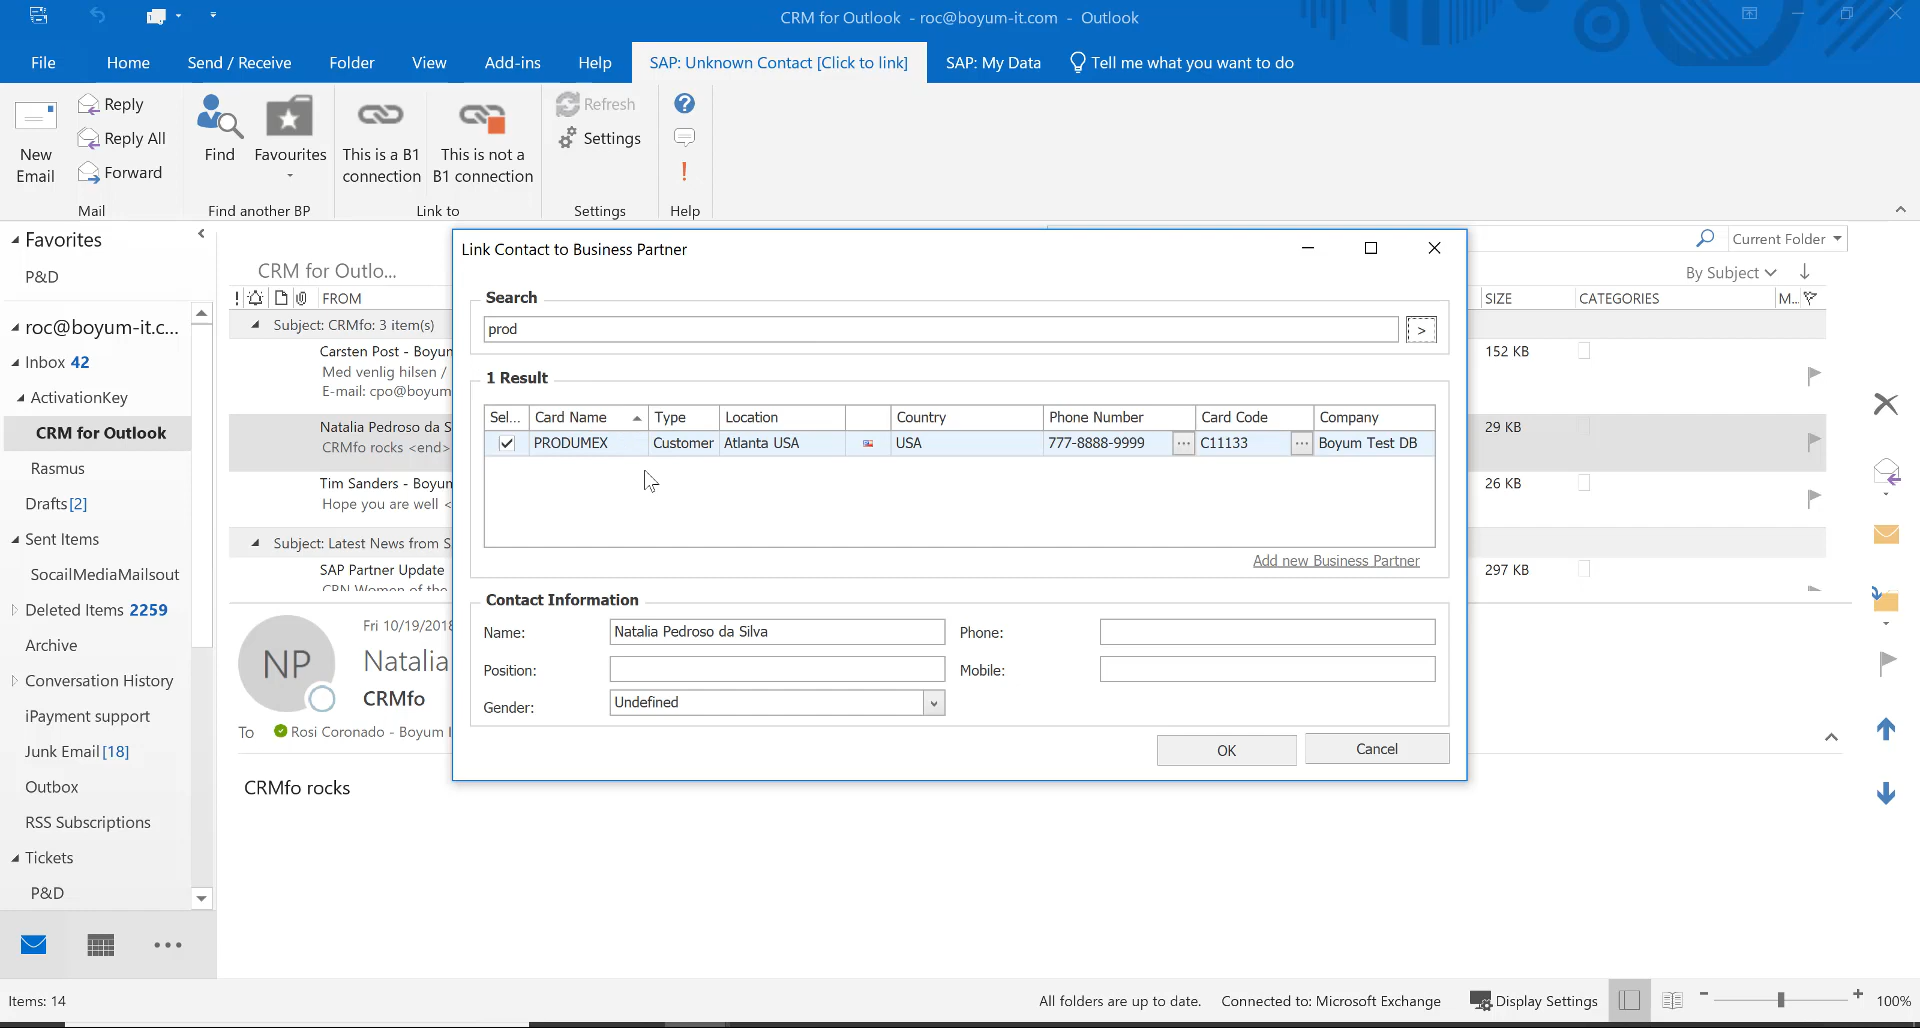 CRM for Outlook - roc@boyum-it.com - Outlook
File Home Send / Receive Folder View Add-ins Help SAP: Unknown Contact [Click to link] SAP: My Data Tell me what you want to do
New Email
Reply
Reply All
Forward
Mail
Find
Favourites
Find another BP
This is a B1 connection
This is not a B1 connection
Link to
Refresh
Settings
Settings
?
!
Help
Favorites
P&D
roc@boyum-it.c...
Inbox 42
ActivationKey
CRM for Outlook
Rasmus
Drafts [2]
Sent Items
SocailMediaMailsout
Deleted Items 2259
Archive
Conversation History
iPayment support
Junk Email [18]
Outbox
RSS Subscriptions
Tickets
P&D
CRM for Outlo...
Current Folder
By Subject
! FROM SIZE CATEGORIES M...
Subject: CRMfo: 3 item(s)
Carsten Post - Boyum 152 KB
Med venlig hilsen /
E-mail: cpo@boyum
Natalia Pedroso da S 29 KB
CRMfo rocks <end>
Tim Sanders - Boyum 26 KB
Hope you are well <
Subject: Latest News from S
SAP Partner Update 297 KB
CRN Women of the
NP
Fri 10/19/2018
Natalia
CRMfo
To Rosi Coronado - Boyum I
CRMfo rocks
Link Contact to Business Partner
Search
prod >
1 Result
Sel... Card Name Type Location Country Phone Number Card Code Company
PRODUMEX Customer Atlanta USA USA 777-8888-9999 ... C11133 ... Boyum Test DB
Add new Business Partner
Contact Information
Name: Natalia Pedroso da Silva Phone:
Position: Mobile:
Gender: Undefined
OK Cancel
Items: 14 All folders are up to date. Connected to: Microsoft Exchange Display Settings - + 100%